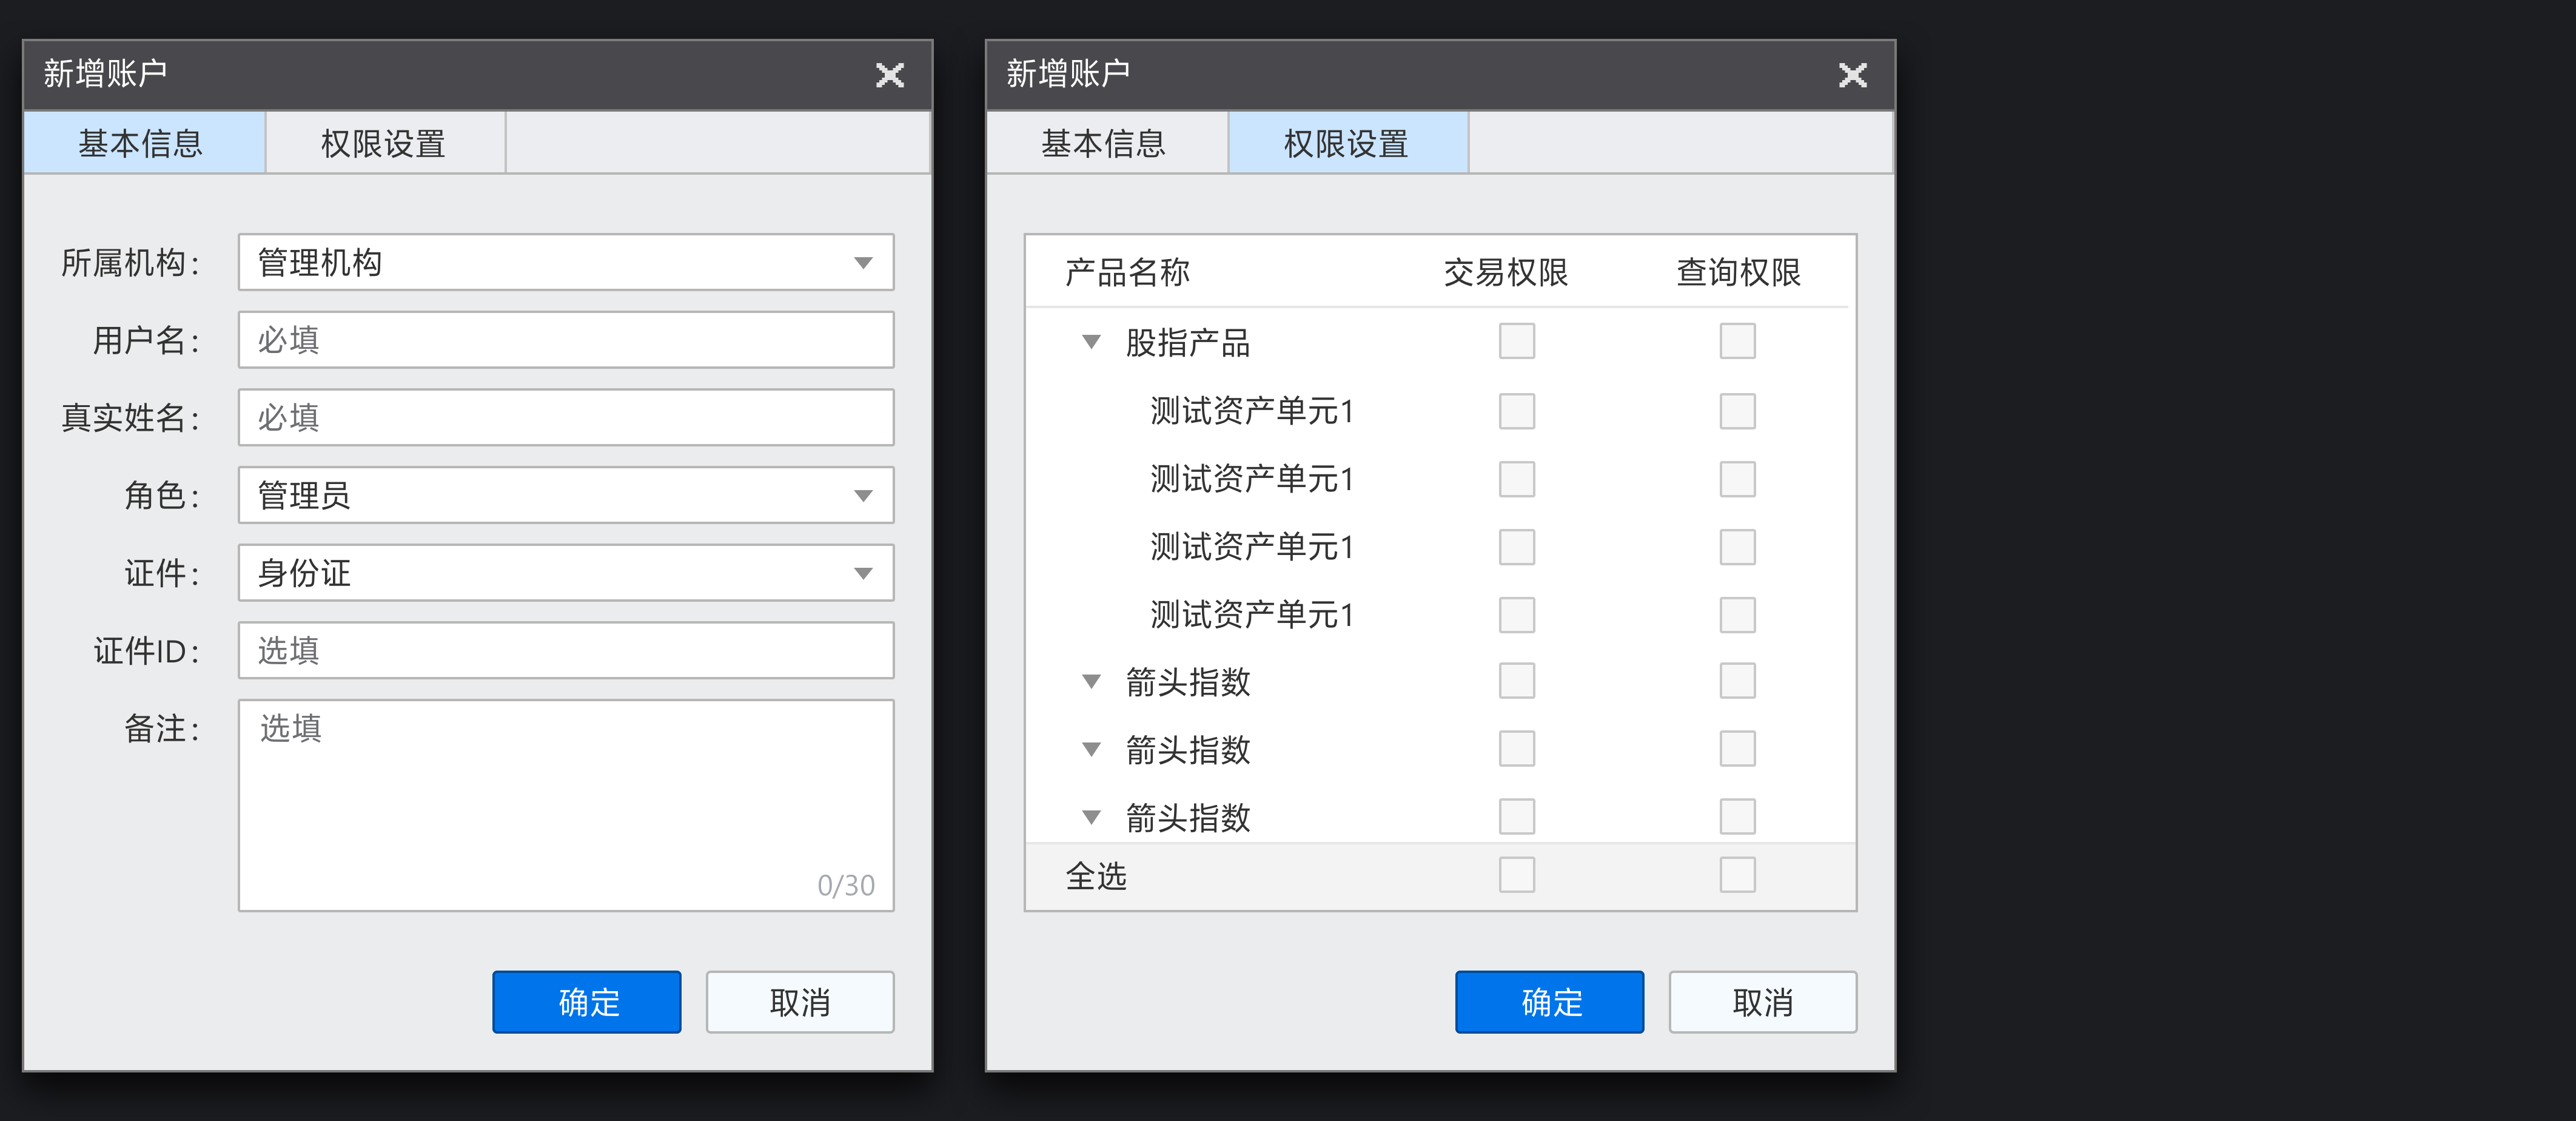 新增账户
基本信息 权限设置
所属机构： 管理机构
用户名： 必填
真实姓名： 必填
角色： 管理员
证件： 身份证
证件ID： 选填
备注： 选填
0/30
确定 取消
新增账户
基本信息 权限设置
产品名称 交易权限 查询权限
股指产品
测试资产单元1
测试资产单元1
测试资产单元1
测试资产单元1
箭头指数
箭头指数
箭头指数
全选
确定 取消